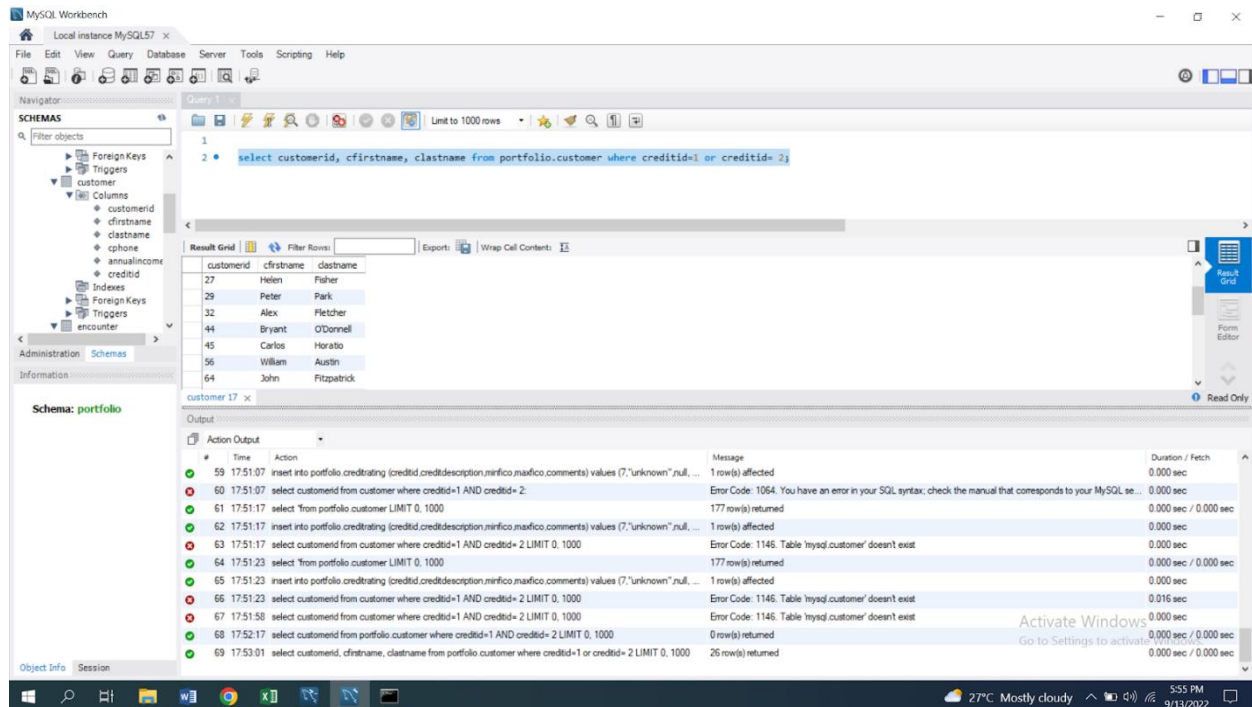 MySQL Workbench
Local instance MySQL57
File Edit View Query Database Server Tools Scripting Help
Navigator
SCHEMAS
Filter objects
Foreign Keys
Triggers
customer
Columns
customerid
cfirstname
clastname
cphone
annualincome
creditid
Indexes
Foreign Keys
Triggers
encounter
Administration Schemas
Information
Schema: portfolio
Object Info Session
Query 1
Limit to 1000 rows
1
2 select customerid, cfirstname, clastname from portfolio.customer where creditid=1 or creditid= 2;
Result Grid Filter Rows: Export: Wrap Cell Content:
customerid cfirstname clastname
27 Helen Fisher
29 Peter Park
32 Alex Fletcher
44 Bryant O'Donnell
45 Carlos Horatio
56 William Austin
64 John Fitzpatrick
Result Grid
Form Editor
customer 17
Read Only
Output
Action Output
# Time Action Message Duration / Fetch
59 17:51:07 insert into portfolio.creditrating (creditid,creditdescription,minfico,maxfico,comments) values (7,"unknown",null, ... 1 row(s) affected 0.000 sec
60 17:51:07 select customerid from customer where creditid=1 AND creditid= 2: Error Code: 1064. You have an error in your SQL syntax; check the manual that corresponds to your MySQL se... 0.000 sec
61 17:51:17 select *from portfolio.customer LIMIT 0, 1000 177 row(s) returned 0.000 sec / 0.000 sec
62 17:51:17 insert into portfolio.creditrating (creditid,creditdescription,minfico,maxfico,comments) values (7,"unknown",null, ... 1 row(s) affected 0.000 sec
63 17:51:17 select customerid from customer where creditid=1 AND creditid= 2 LIMIT 0, 1000 Error Code: 1146. Table 'mysql.customer' doesn't exist 0.000 sec
64 17:51:23 select *from portfolio.customer LIMIT 0, 1000 177 row(s) returned 0.000 sec / 0.000 sec
65 17:51:23 insert into portfolio.creditrating (creditid,creditdescription,minfico,maxfico,comments) values (7,"unknown",null, ... 1 row(s) affected 0.000 sec
66 17:51:23 select customerid from customer where creditid=1 AND creditid= 2 LIMIT 0, 1000 Error Code: 1146. Table 'mysql.customer' doesn't exist 0.016 sec
67 17:51:58 select customerid from customer where creditid=1 AND creditid= 2 LIMIT 0, 1000 Error Code: 1146. Table 'mysql.customer' doesn't exist 0.000 sec
68 17:52:17 select customerid from portfolio.customer where creditid=1 AND creditid= 2 LIMIT 0, 1000 0 row(s) returned 0.000 sec / 0.000 sec
69 17:53:01 select customerid, cfirstname, clastname from portfolio.customer where creditid=1 or creditid= 2 LIMIT 0, 1000 26 row(s) returned 0.000 sec / 0.000 sec
Activate Windows
Go to Settings to activate Windows.
27°C Mostly cloudy
5:55 PM
9/13/2022